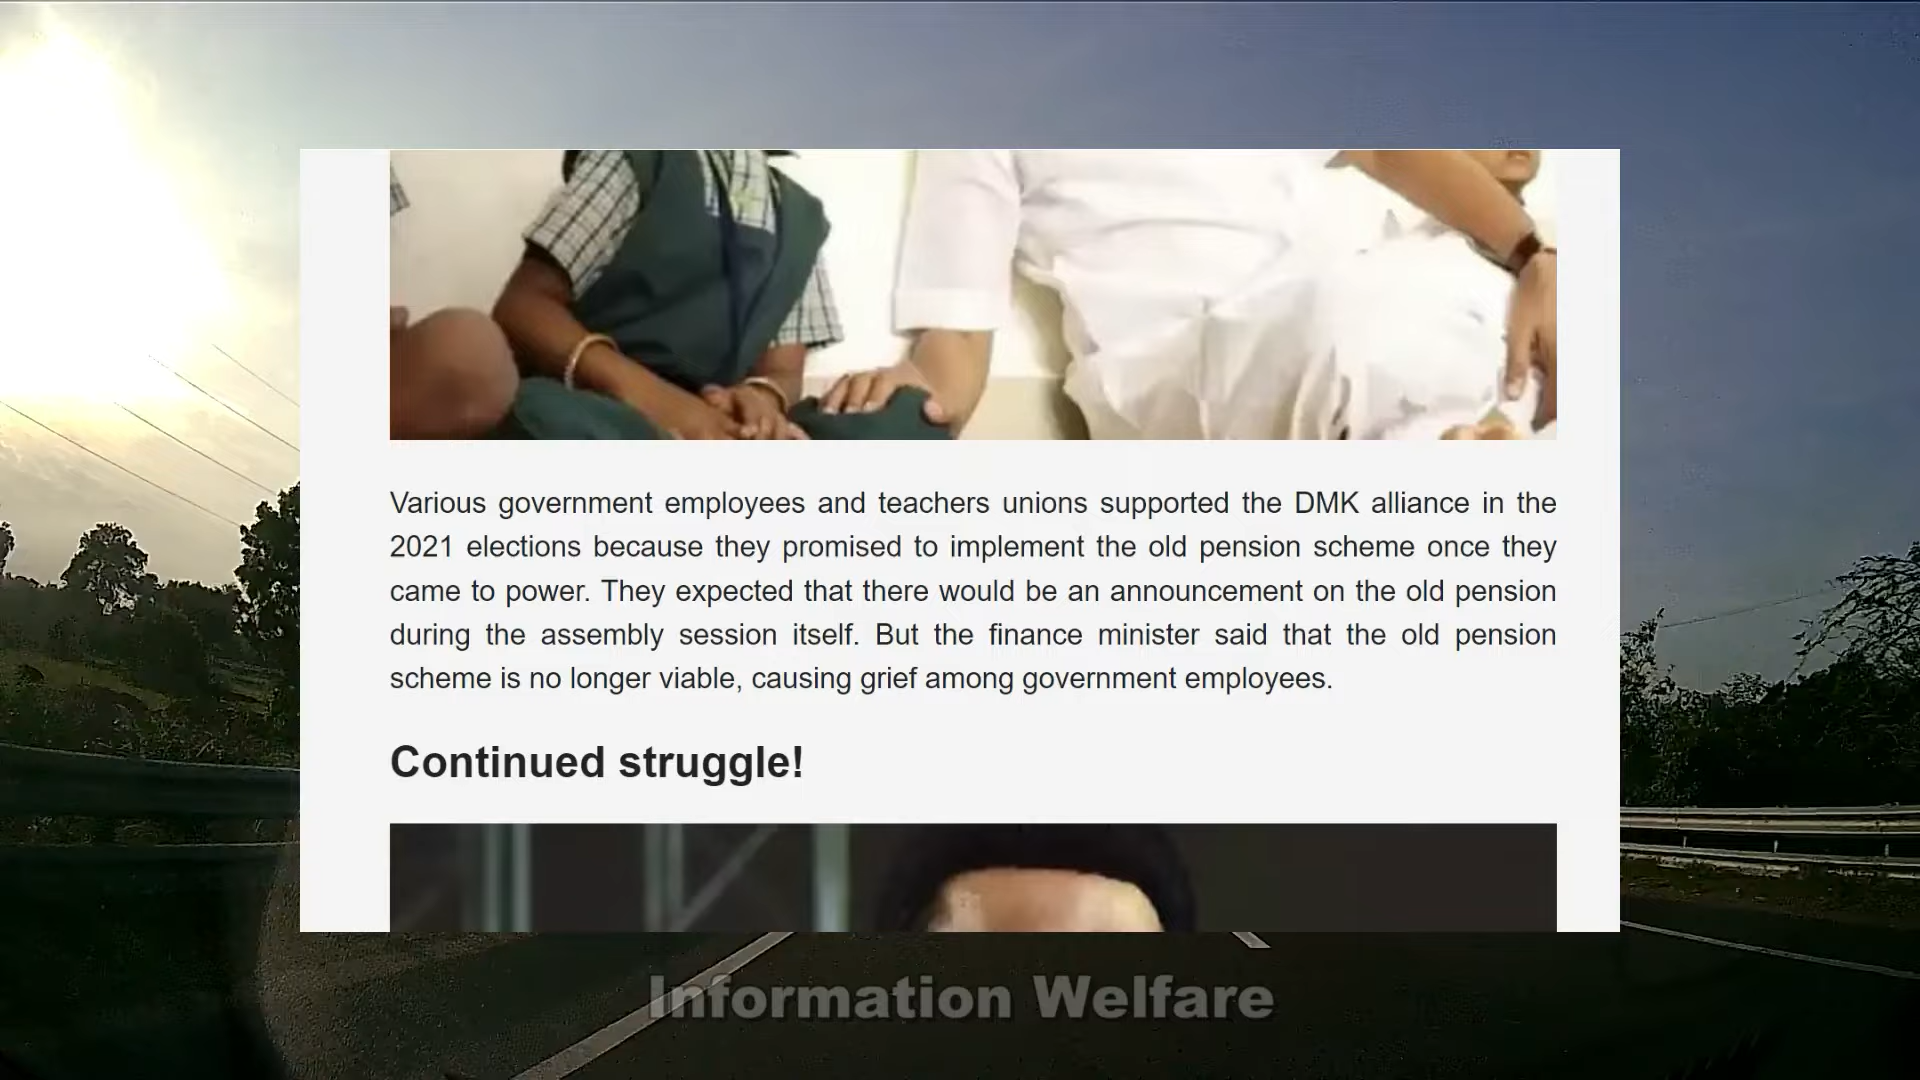 Various government employees and teachers unions supported the DMK alliance in the
2021 elections because they promised to implement the old pension scheme once they
came to power. They expected that there would be an announcement on the old pension
during the assembly session itself. But the finance minister said that the old pension
scheme is no longer viable, causing grief among government employees.
Continued struggle!
Information Welfare